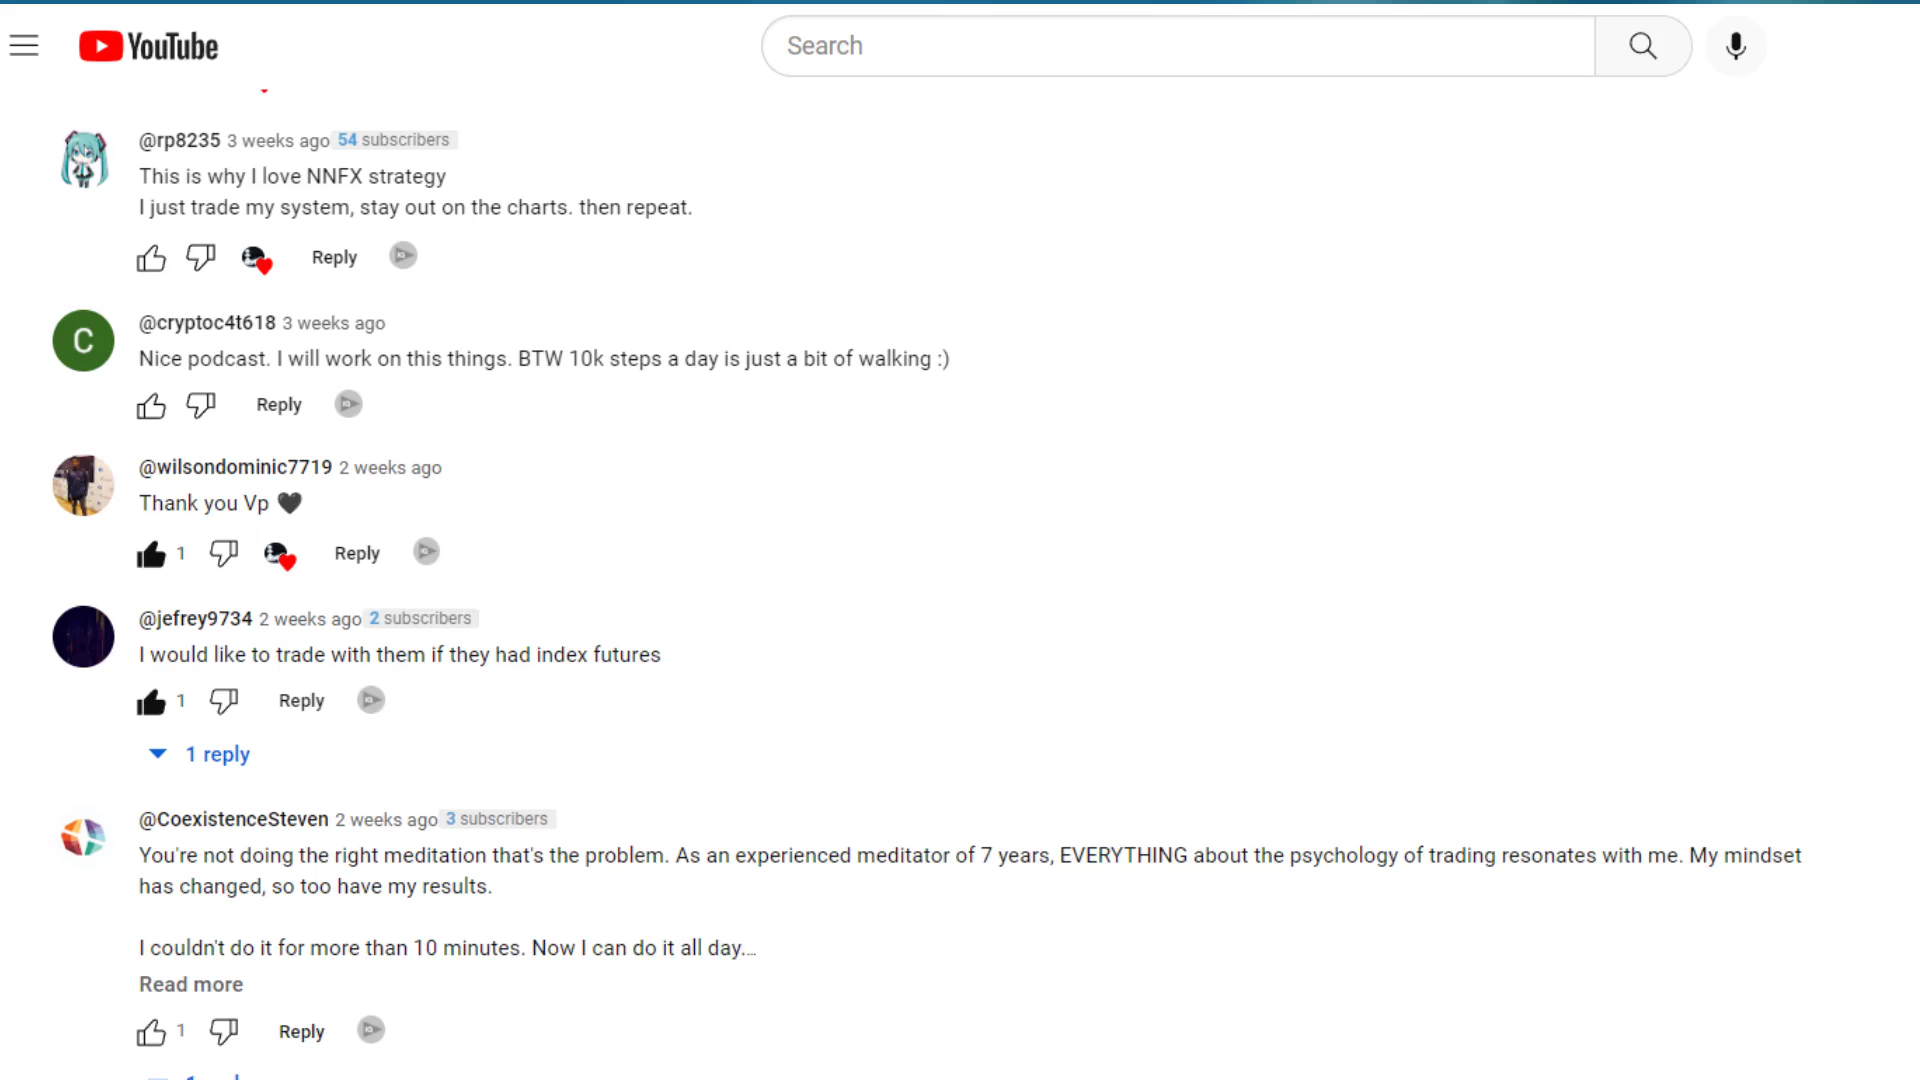 YouTube
Search
@rp8235 3 weeks ago 54 subscribers
This is why I love NNFX strategy
I just trade my system, stay out on the charts. then repeat.
Reply
C
@cryptoc4t618 3 weeks ago
Nice podcast. I will work on this things. BTW 10k steps a day is just a bit of walking :)
Reply
@wilsondominic7719 2 weeks ago
Thank you Vp 🖤
1 Reply
@jefrey9734 2 weeks ago 2 subscribers
I would like to trade with them if they had index futures
1 Reply
1 reply
@CoexistenceSteven 2 weeks ago 3 subscribers
You're not doing the right meditation that's the problem. As an experienced meditator of 7 years, EVERYTHING about the psychology of trading resonates with me. My mindset
has changed, so too have my results.
I couldn't do it for more than 10 minutes. Now I can do it all day....
Read more
1 Reply